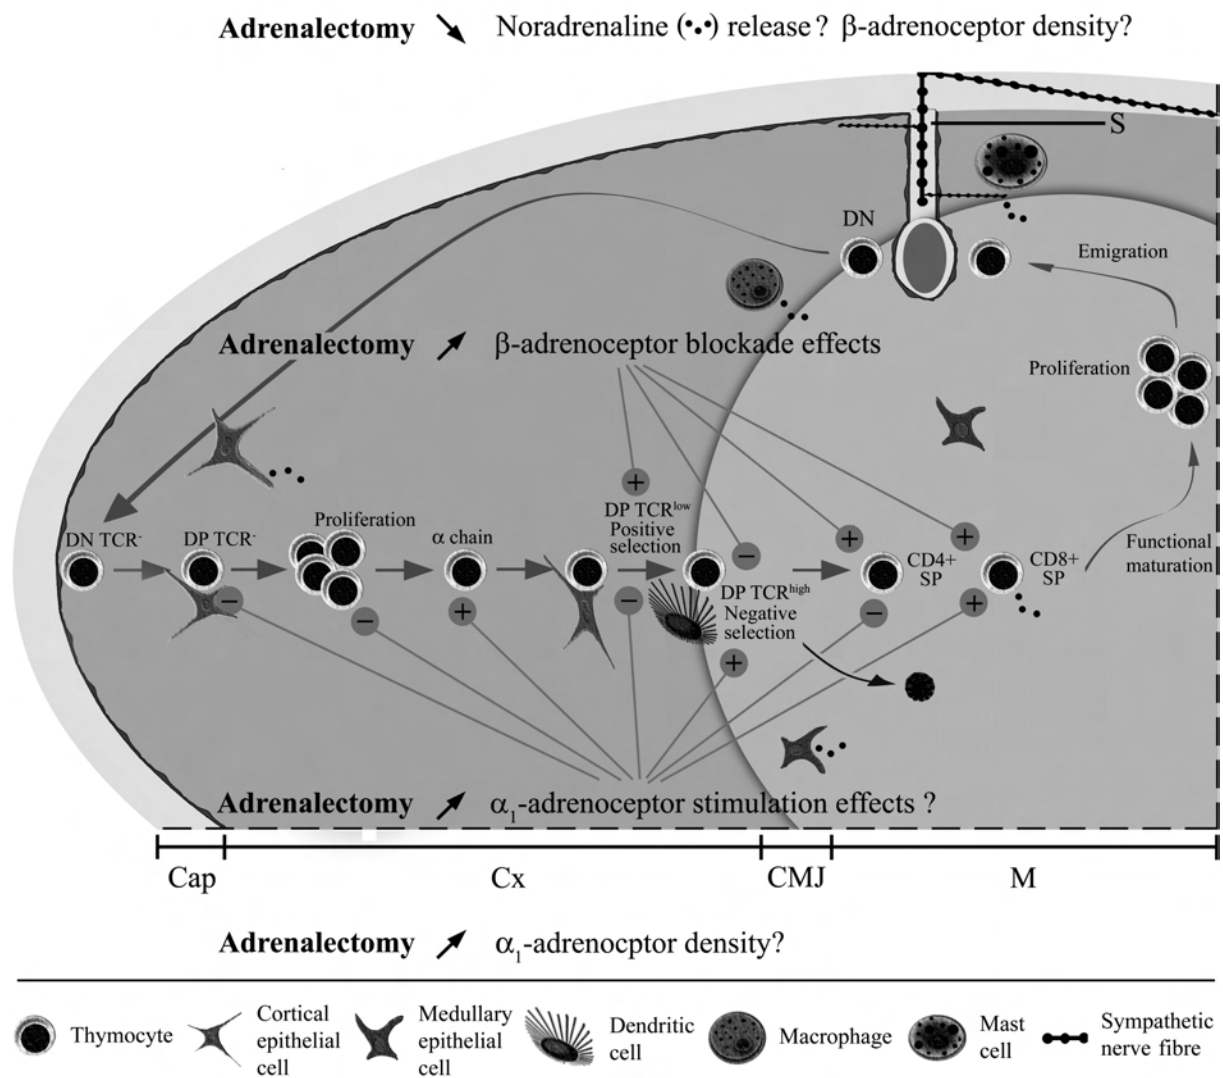 Adrenalectomy ↘ Noradrenaline (•••) release? β-adrenoceptor density?
S
DN
Emigration
Adrenalectomy ↗ β-adrenoceptor blockade effects
Proliferation
+
DP TCRlow
Positive
selection
Proliferation
DN TCR-
DP TCR-
α chain
+
+
−
CD4+
SP
CD8+
SP
Functional
maturation
DP TCRhigh
Negative
selection
−
−
+
−
−
+
+
Adrenalectomy ↗ α1-adrenoceptor stimulation effects ?
Cap
Cx
CMJ
M
Adrenalectomy ↗ α1-adrenocptor density?
Thymocyte
Cortical
epithelial
cell
Medullary
epithelial
cell
Dendritic
cell
Macrophage
Mast
cell
Sympathetic
nerve fibre